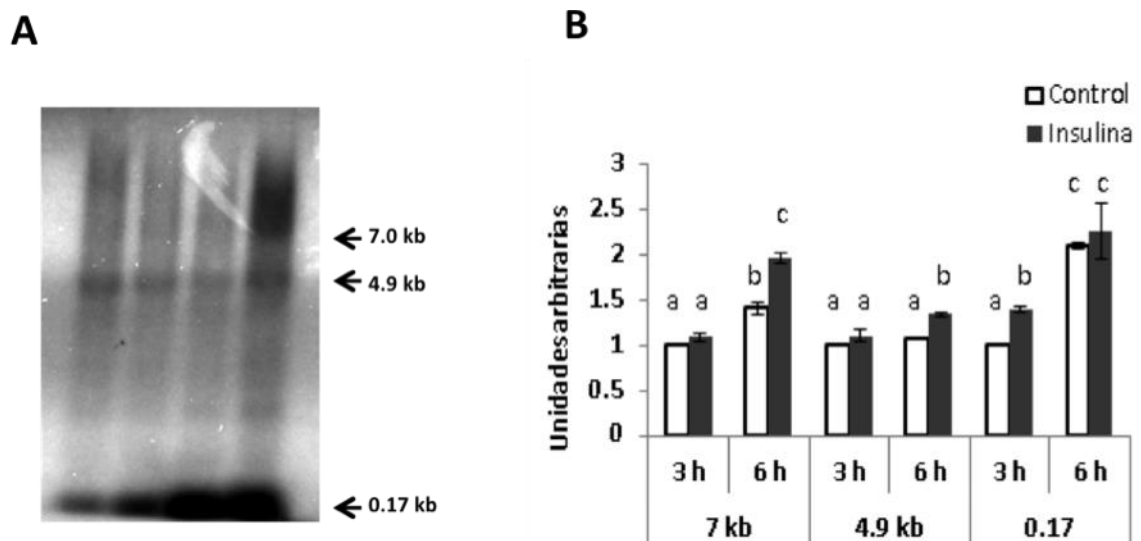 A
7.0 kb
4.9 kb
0.17 kb
B
Control
Insulina
Unidadesarbitrarias
3
2.5
2
1.5
1
0.5
0
a a b c a a a b a b c c
3 h 6 h 3 h 6 h 3 h 6 h
7 kb 4.9 kb 0.17